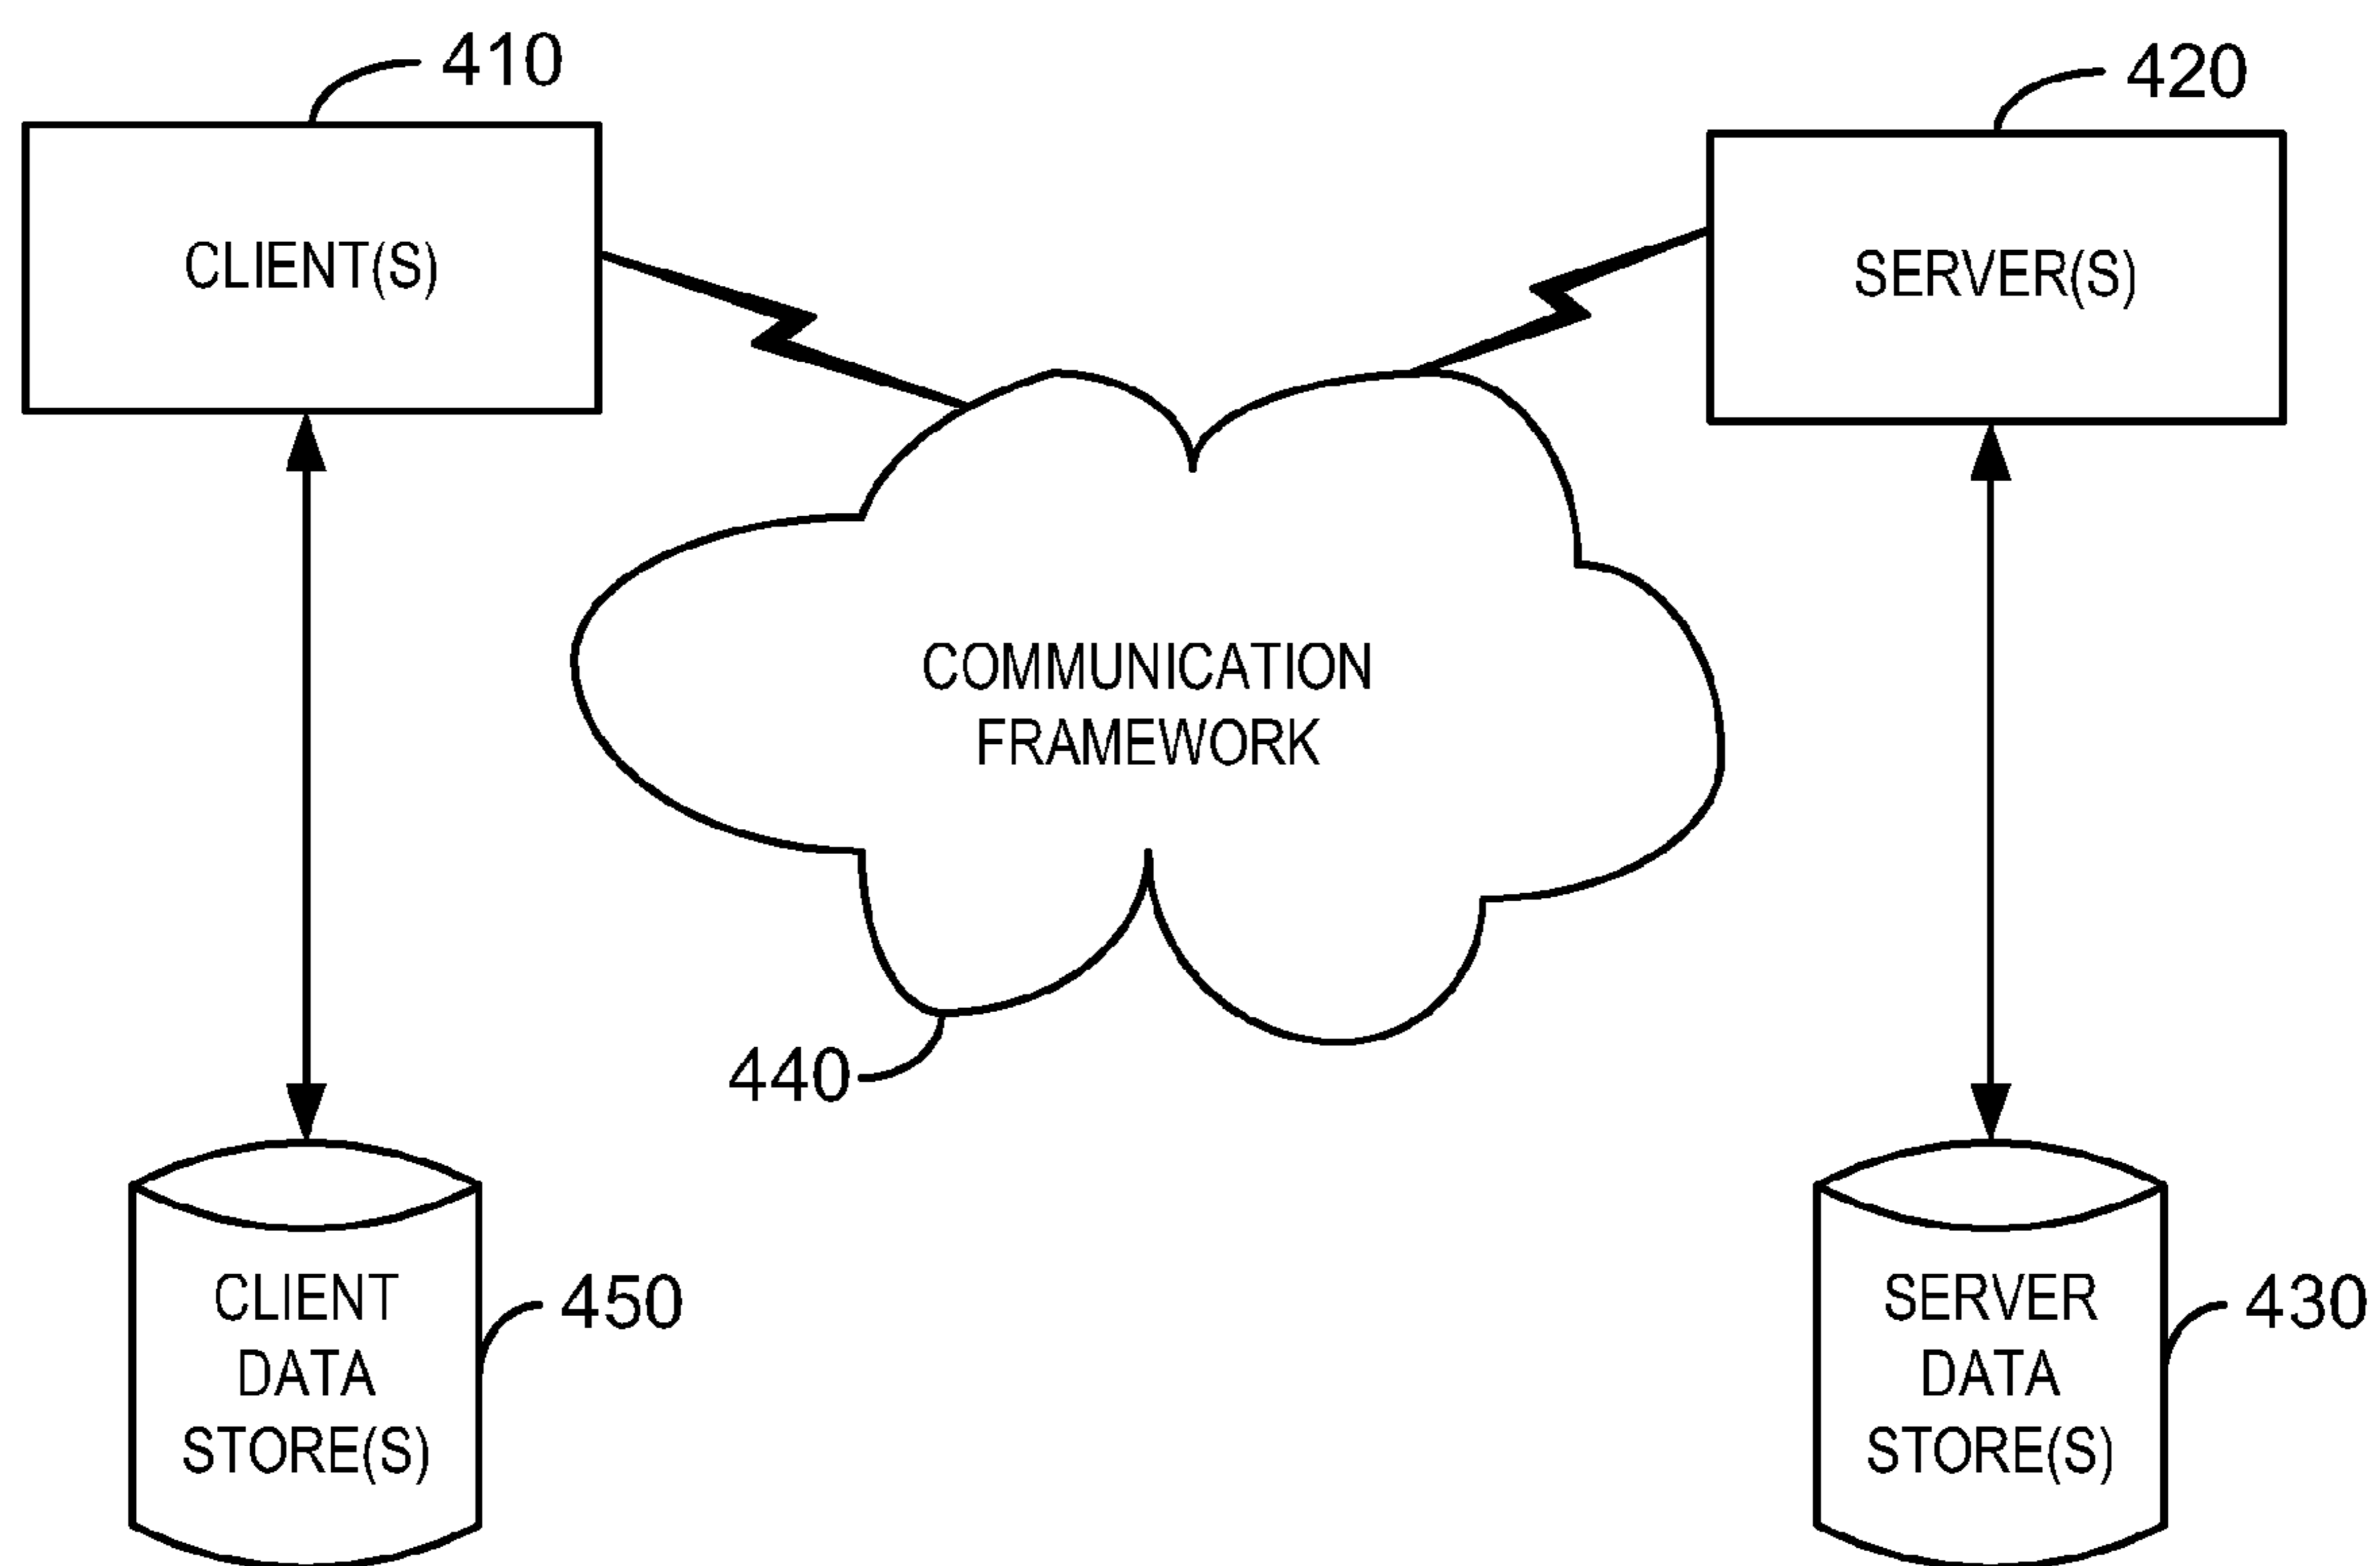 410
420
CLIENT(S)
SERVER(S)
COMMUNICATION
FRAMEWORK
440
CLIENT
DATA
STORE(S)
450
SERVER
DATA
STORE(S)
430